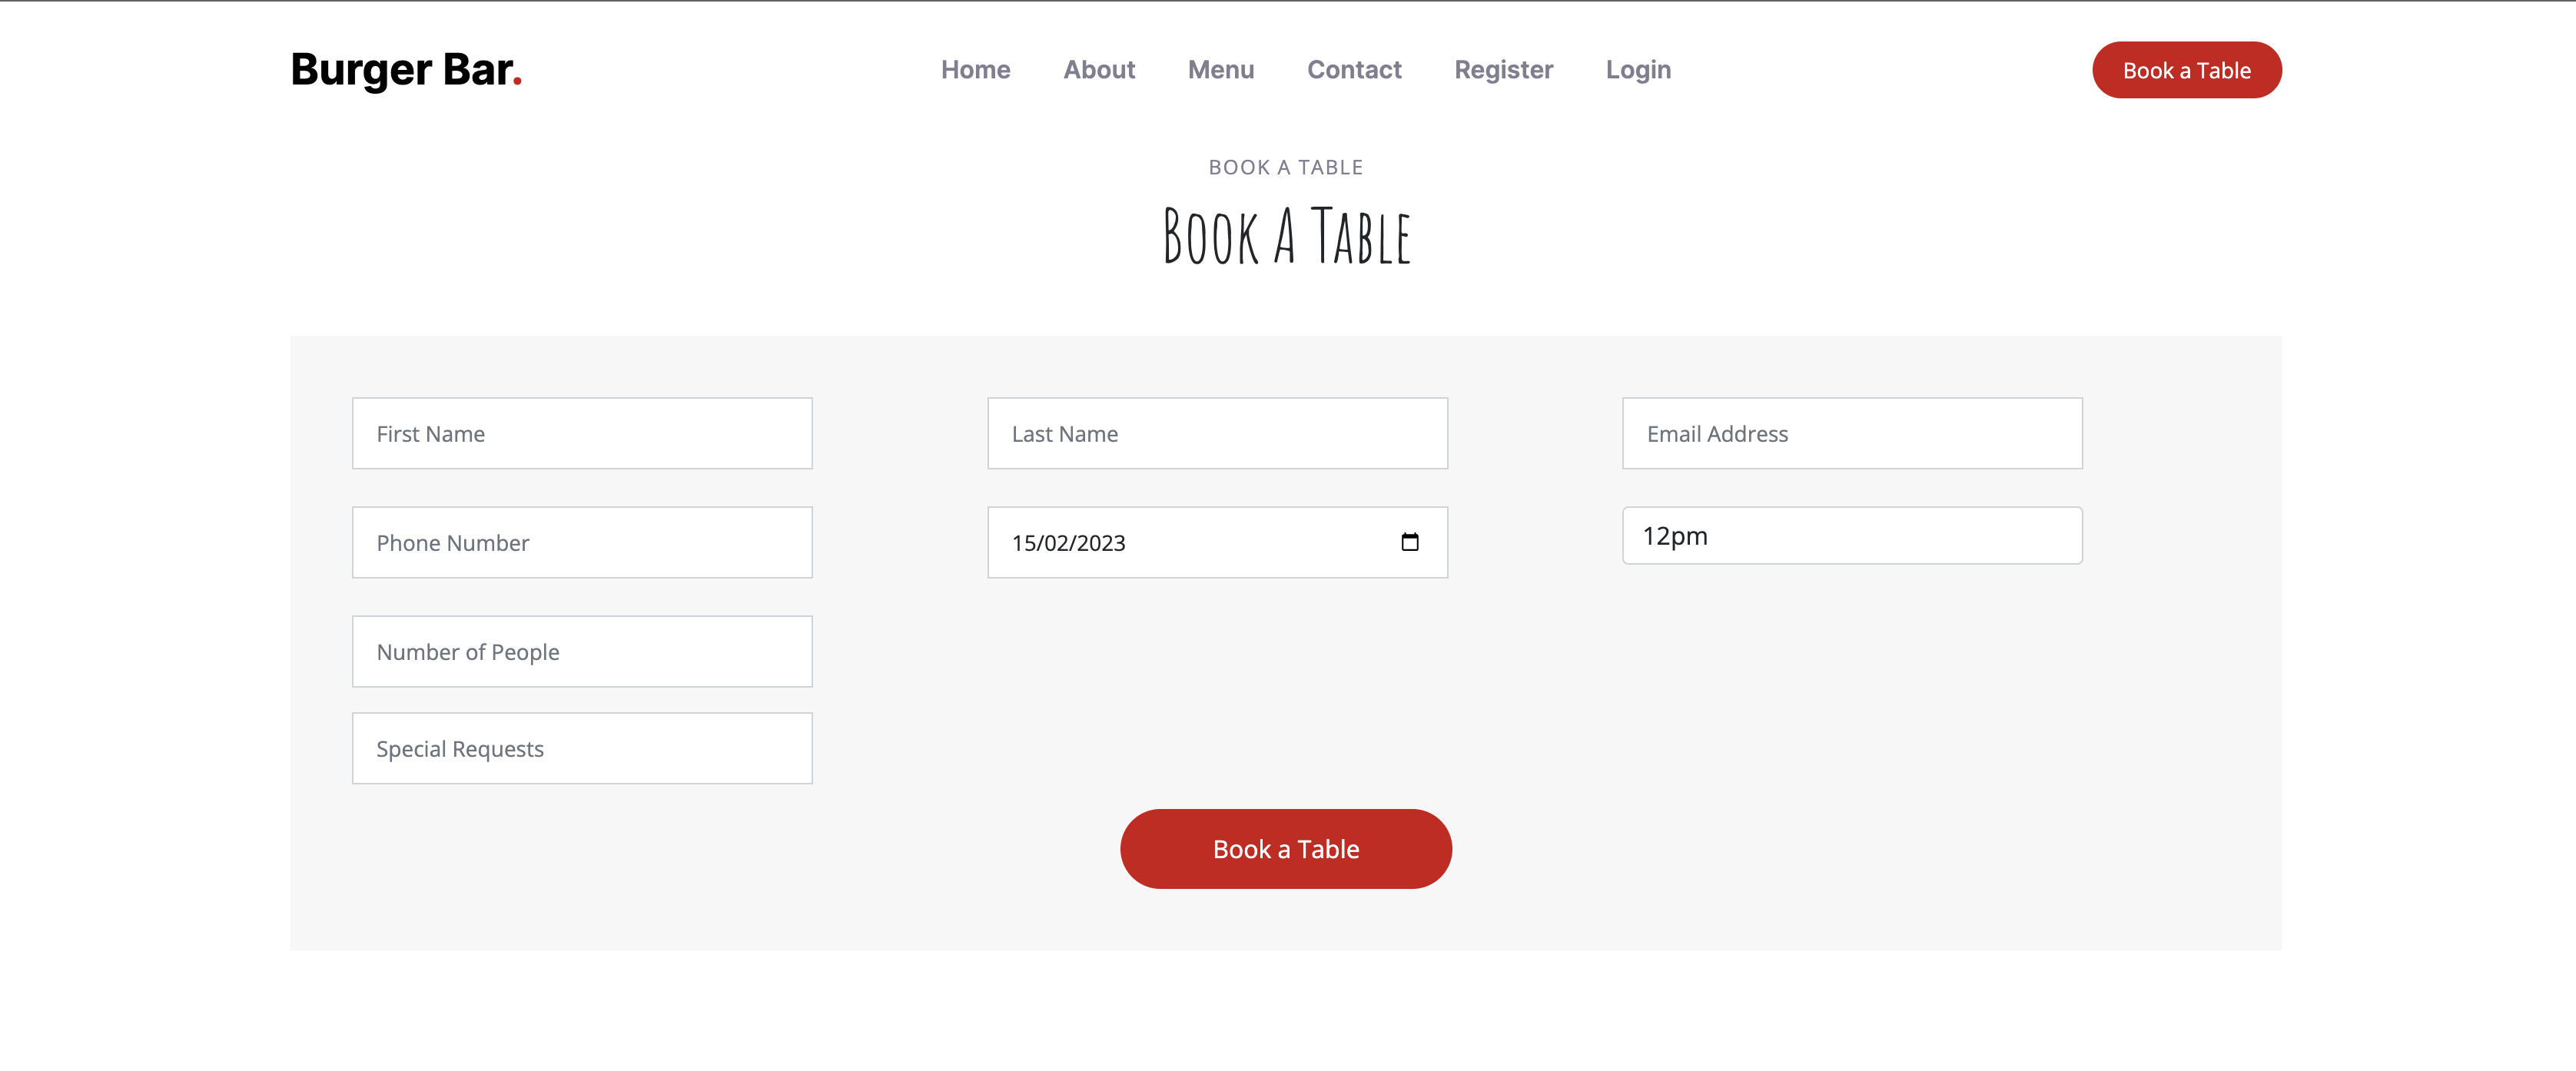 Burger Bar.
Home About Menu Contact Register Login
Book a Table
BOOK A TABLE
Book A Table
First Name
Last Name
Email Address
Phone Number
15/02/2023
12pm
Number of People
Special Requests
Book a Table